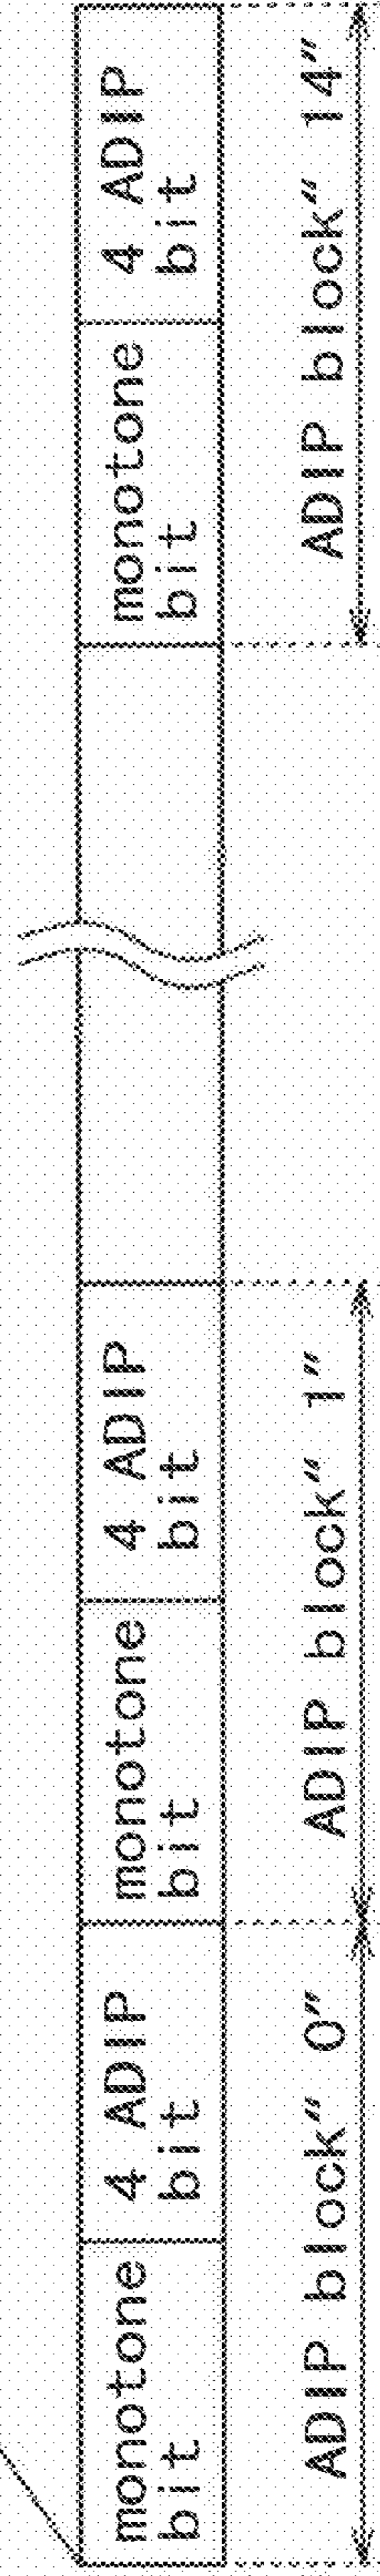 monotone
bit
4 ADIP
bit
monotone
bit
4 ADIP
bit
monotone
bit
4 ADIP
bit
ADIP block“ 0”
ADIP block“ 1”
ADIP block“ 14”